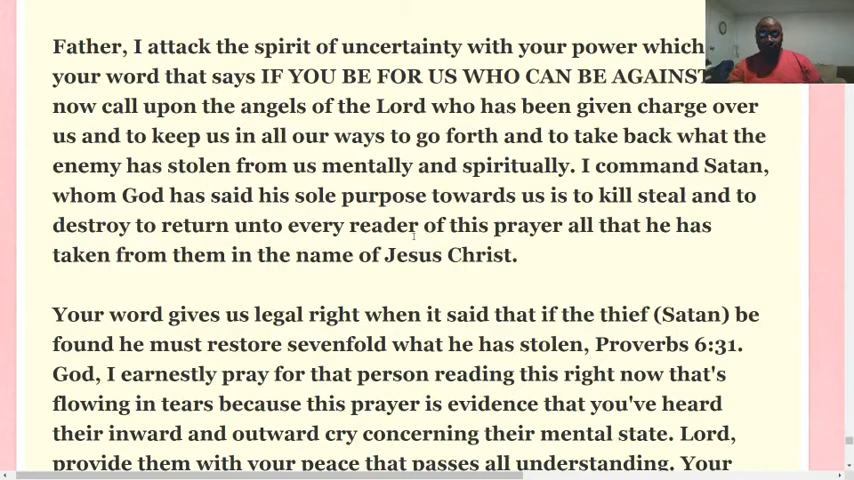 Father, I attack the spirit of uncertainty with your power which
your word that says IF YOU BE FOR US WHO CAN BE AGAINST
now call upon the angels of the Lord who has been given charge over
us and to keep us in all our ways to go forth and to take back what the
enemy has stolen from us mentally and spiritually. I command Satan,
whom God has said his sole purpose towards us is to kill steal and to
destroy to return unto every reader of this prayer all that he has
taken from them in the name of Jesus Christ.
Your word gives us legal right when it said that if the thief (Satan) be
found he must restore sevenfold what he has stolen, Proverbs 6:31.
God, I earnestly pray for that person reading this right now that's
flowing in tears because this prayer is evidence that you've heard
their inward and outward cry concerning their mental state. Lord,
provide them with your peace that passes all understanding. Your